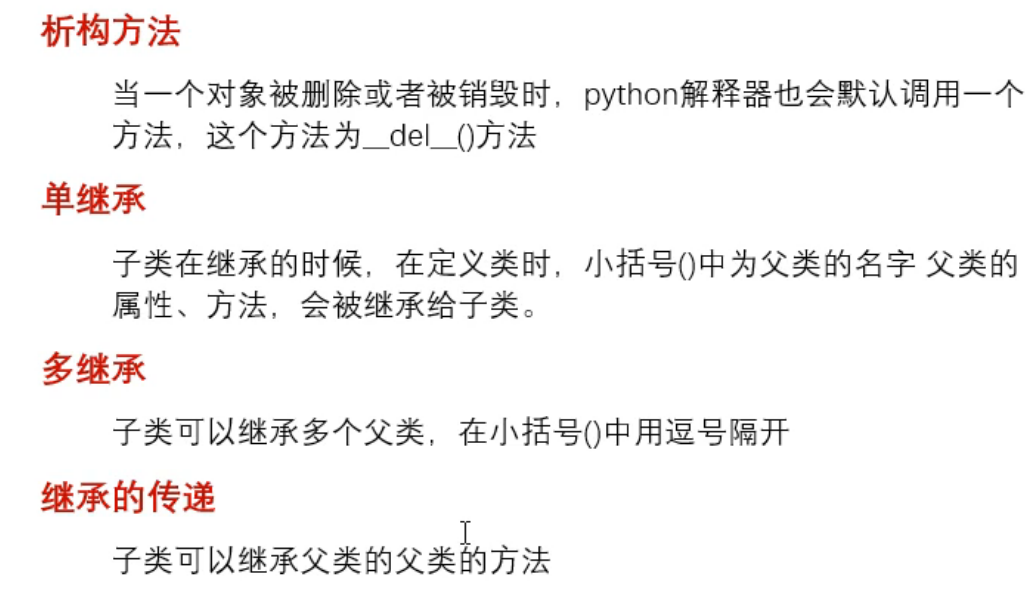 析构方法
当一个对象被删除或者被销毁时，python解释器也会默认调用一个
方法，这个方法为__del__()方法
单继承
子类在继承的时候，在定义类时，小括号()中为父类的名字 父类的
属性、方法，会被继承给子类。
多继承
子类可以继承多个父类，在小括号()中用逗号隔开
继承的传递
子类可以继承父类的父类的方法